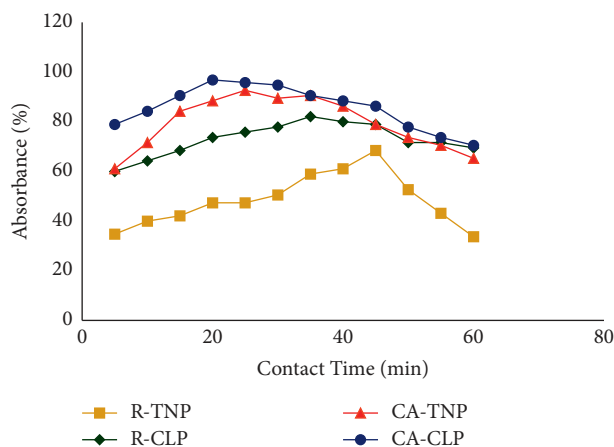 120
100
80
60
40
20
0
Absorbance (%)
0 20 40 60 80
Contact Time (min)
R-TNP CA-TNP
R-CLP CA-CLP